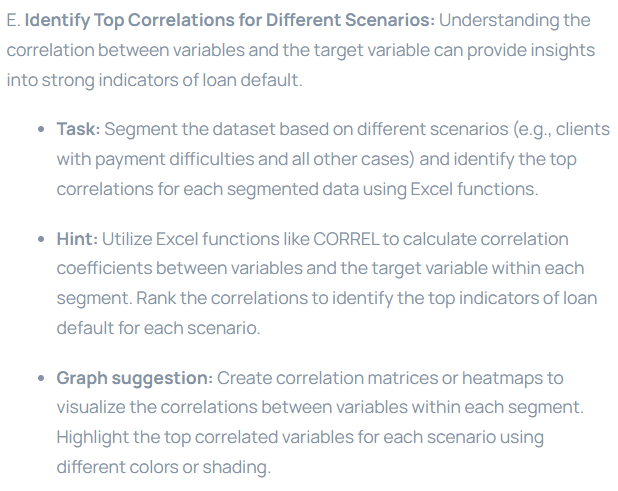 E. Identify Top Correlations for Different Scenarios: Understanding the
correlation between variables and the target variable can provide insights
into strong indicators of loan default.
• Task: Segment the dataset based on different scenarios (e.g., clients
with payment difficulties and all other cases) and identify the top
correlations for each segmented data using Excel functions.
• Hint: Utilize Excel functions like CORREL to calculate correlation
coefficients between variables and the target variable within each
segment. Rank the correlations to identify the top indicators of loan
default for each scenario.
• Graph suggestion: Create correlation matrices or heatmaps to
visualize the correlations between variables within each segment.
Highlight the top correlated variables for each scenario using
different colors or shading.